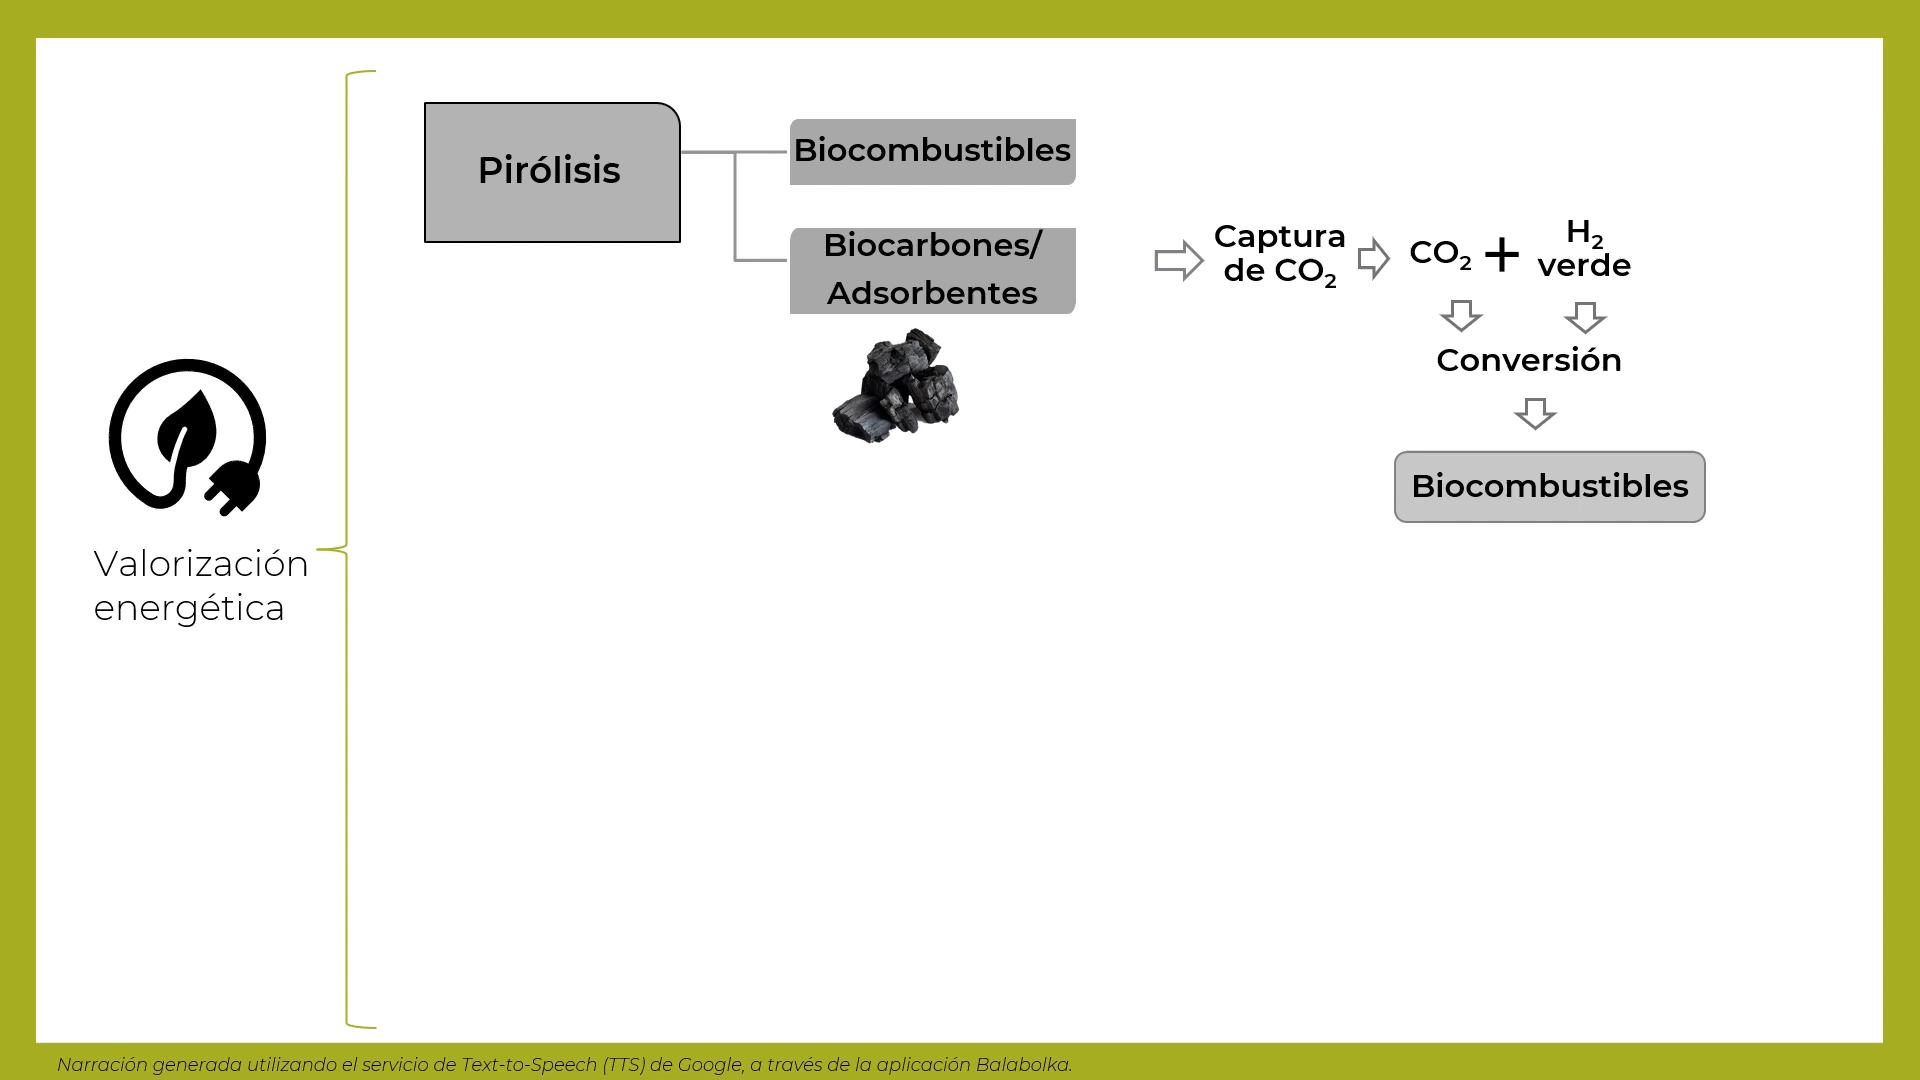 Valorización
energética
Pirólisis
Biocombustibles
Biocarbones/
Adsorbentes
Captura
de CO₂
CO₂ + H₂
verde
Conversión
Biocombustibles
Narración generada utilizando el servicio de Text-to-Speech (TTS) de Google, a través de la aplicación Balabolka.